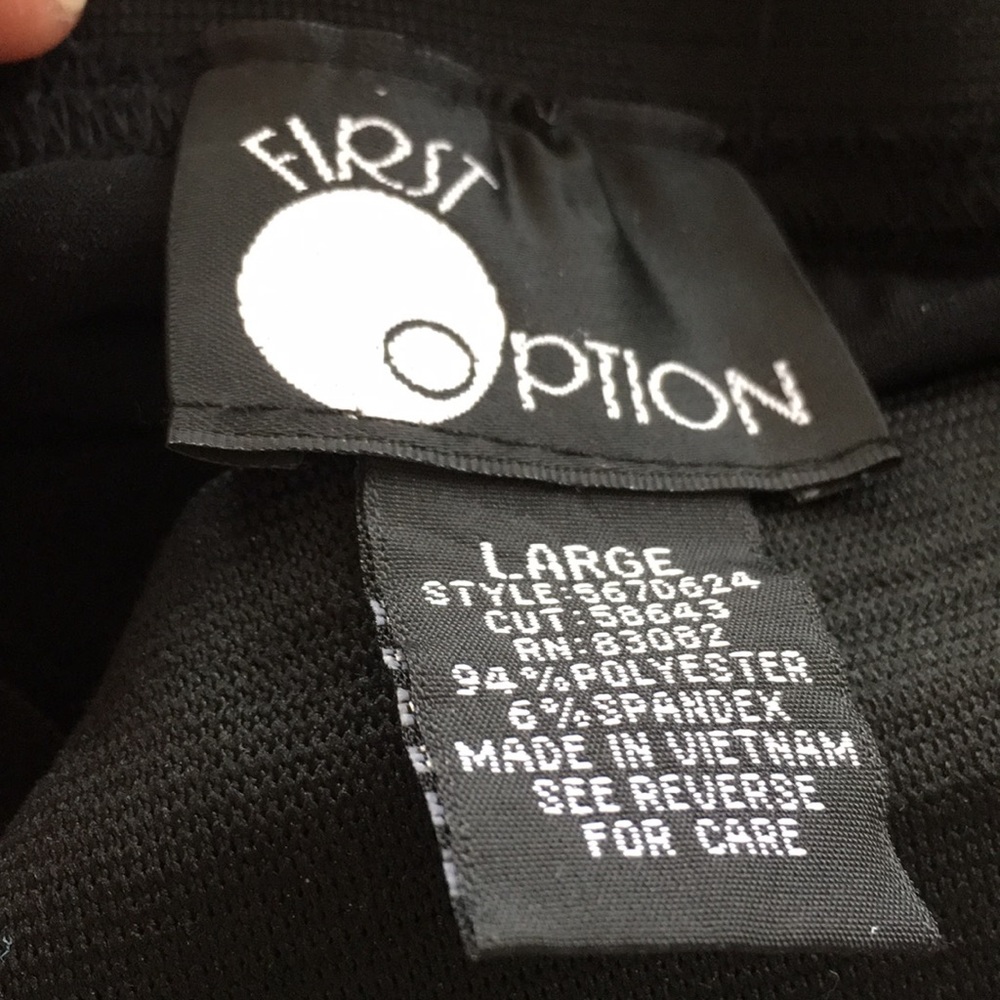 FIRST
OPTION
LARGE
STYLE:S670624
CUT:58643
RN:83082
94%POLYESTER
6%SPANDEX
MADE IN VIETNAM
SEE REVERSE
FOR CARE